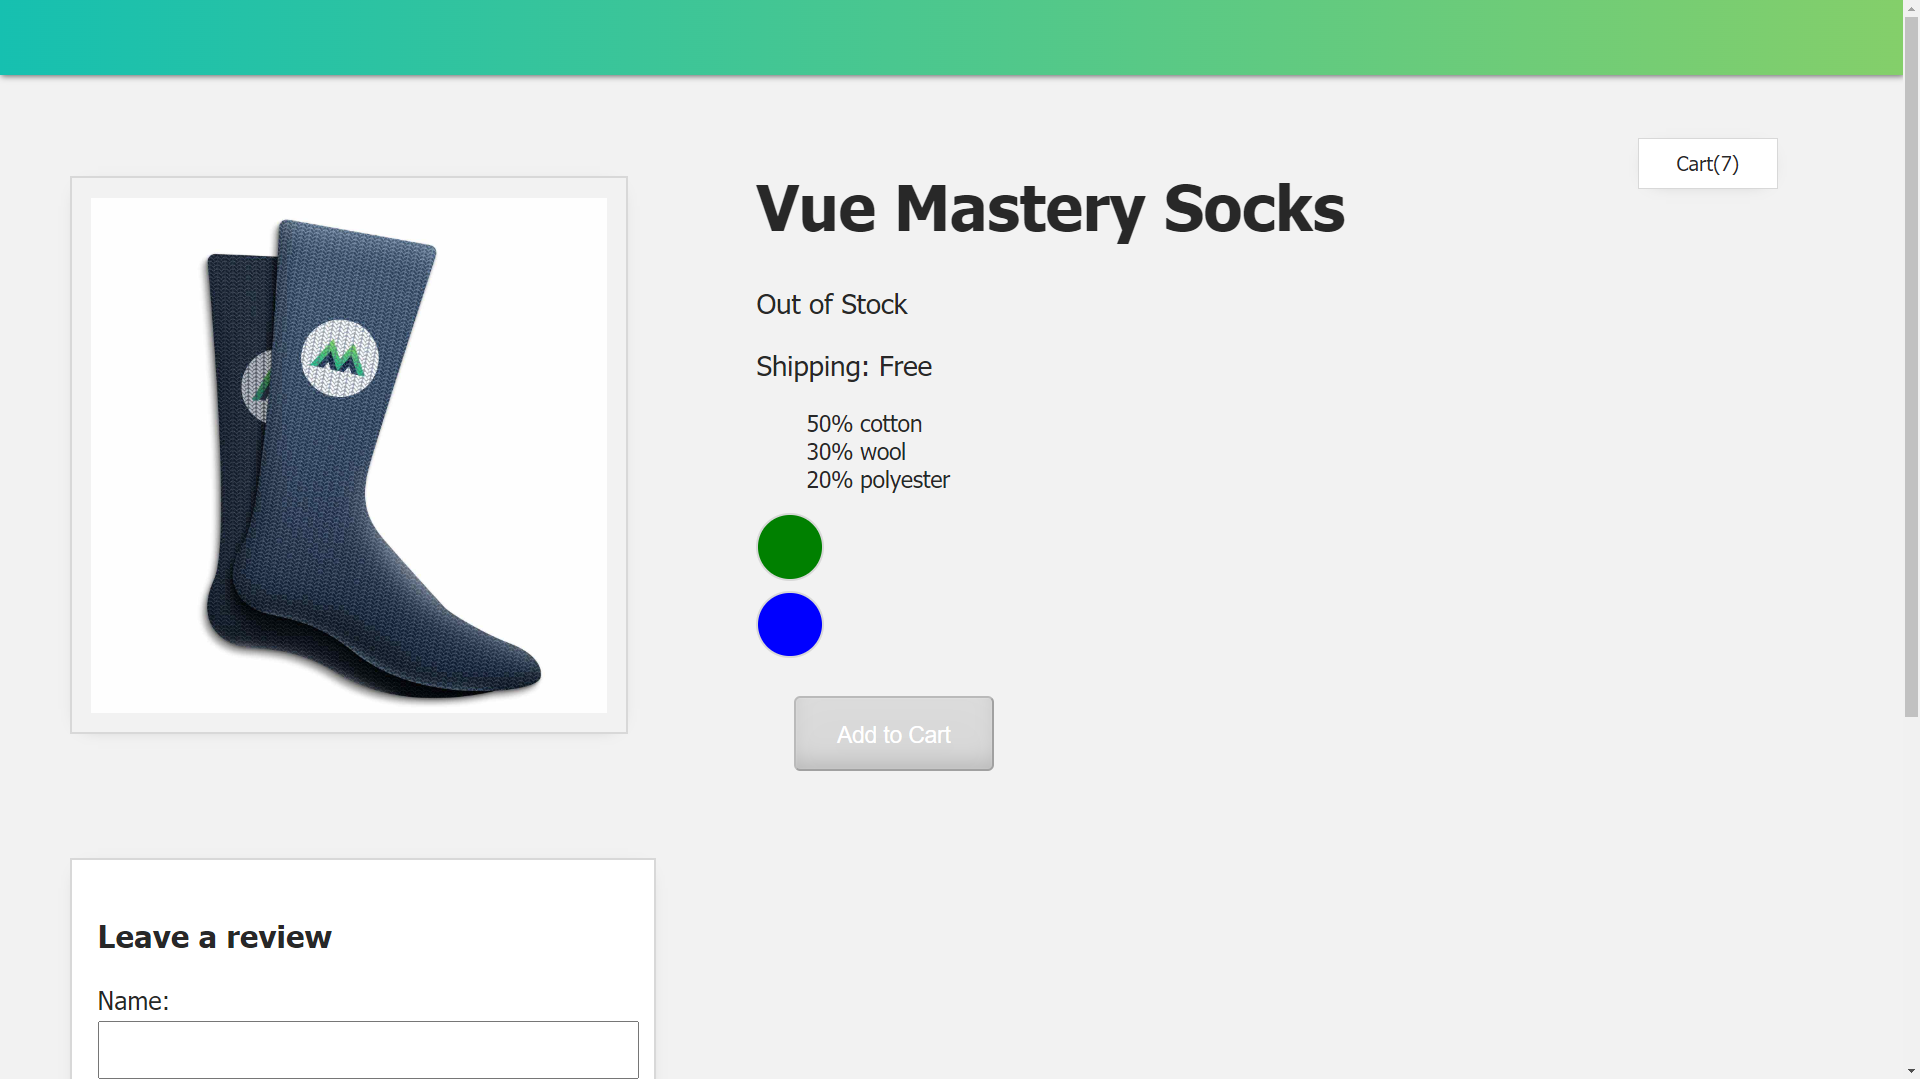 Cart(7)
Vue Mastery Socks
Out of Stock
Shipping: Free
50% cotton
30% wool
20% polyester
Add to Cart
Leave a review
Name: